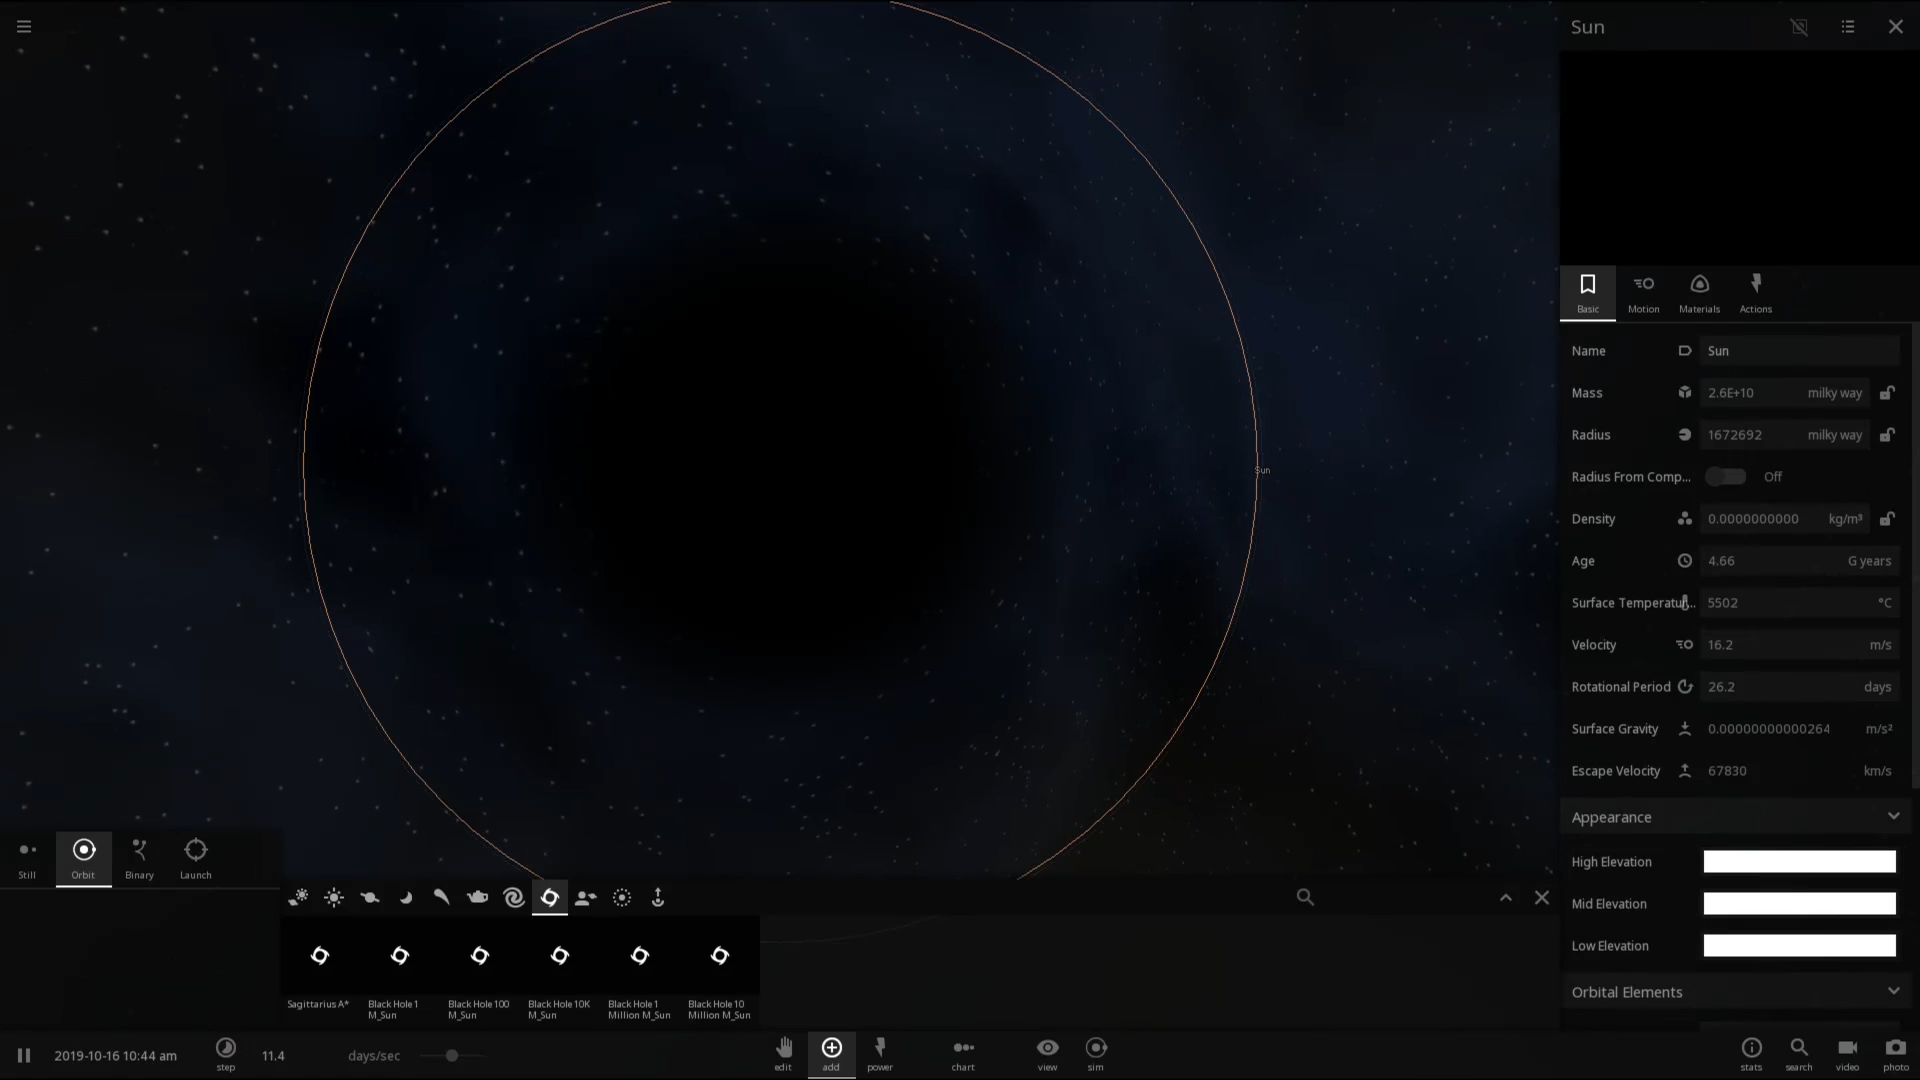 Sun
Basic
Motion
Materials
Actions
Name
Sun
Mass
2.6E+10 milky way
Radius
1672692 milky way
Radius From Comp...
Off
Density
0.0000000000 kg/m³
Age
4.66 G years
Surface Temperatur...
5502 °C
Velocity
16.2 m/s
Rotational Period
26.2 days
Surface Gravity
0.00000000000264 m/s²
Escape Velocity
67830 km/s
Appearance
High Elevation
Mid Elevation
Low Elevation
Orbital Elements
Sun
Still
Orbit
Binary
Launch
Sagittarius A*
Black Hole 1
M_Sun
Black Hole 100
M_Sun
Black Hole 10K
M_Sun
Black Hole 1
Million M_Sun
Black Hole 10
Million M_Sun
2019-10-16 10:44 am
step
11.4 days/sec
edit
add
power
chart
view
sim
stats
search
video
photo